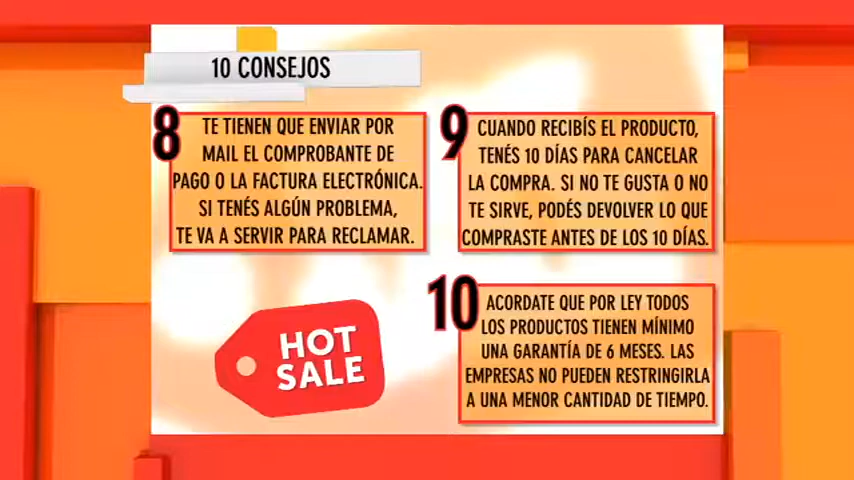 10 CONSEJOS
8
TE TIENEN QUE ENVIAR POR
MAIL EL COMPROBANTE DE
PAGO O LA FACTURA ELECTRÓNICA.
SI TENÉS ALGÚN PROBLEMA,
TE VA A SERVIR PARA RECLAMAR.
9
CUANDO RECIBÍS EL PRODUCTO,
TENÉS 10 DÍAS PARA CANCELAR
LA COMPRA. SI NO TE GUSTA O NO
TE SIRVE, PODÉS DEVOLVER LO QUE
COMPRASTE ANTES DE LOS 10 DÍAS.
HOT
SALE
10
ACORDATE QUE POR LEY TODOS
LOS PRODUCTOS TIENEN MÍNIMO
UNA GARANTÍA DE 6 MESES. LAS
EMPRESAS NO PUEDEN RESTRINGIRLA
A UNA MENOR CANTIDAD DE TIEMPO.